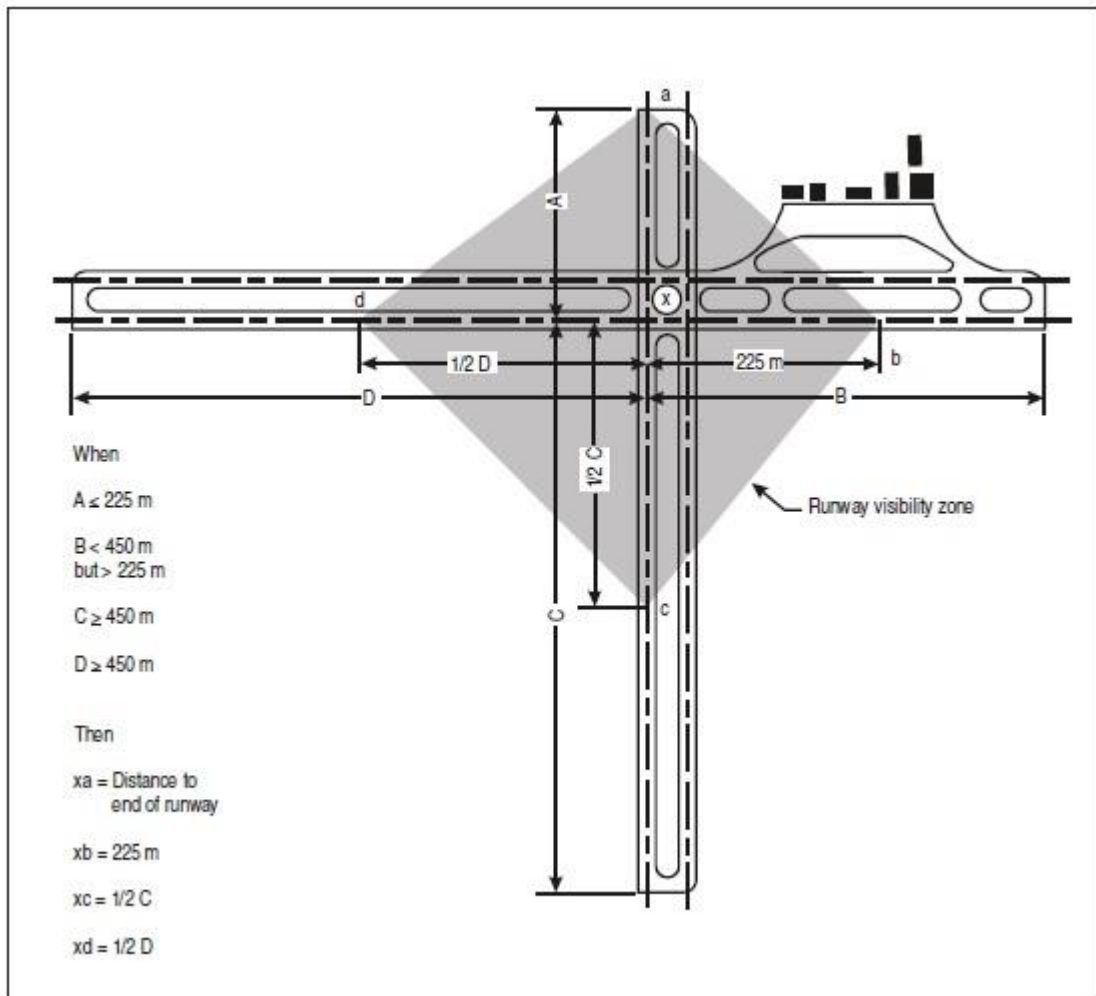 a
A
x
d
1/2 D
225 m
b
D
B
1/2 C
C
c
Runway visibility zone
When
A ≤ 225 m
B < 450 m
but > 225 m
C ≥ 450 m
D ≥ 450 m
Then
xa = Distance to
end of runway
xb = 225 m
xc = 1/2 C
xd = 1/2 D